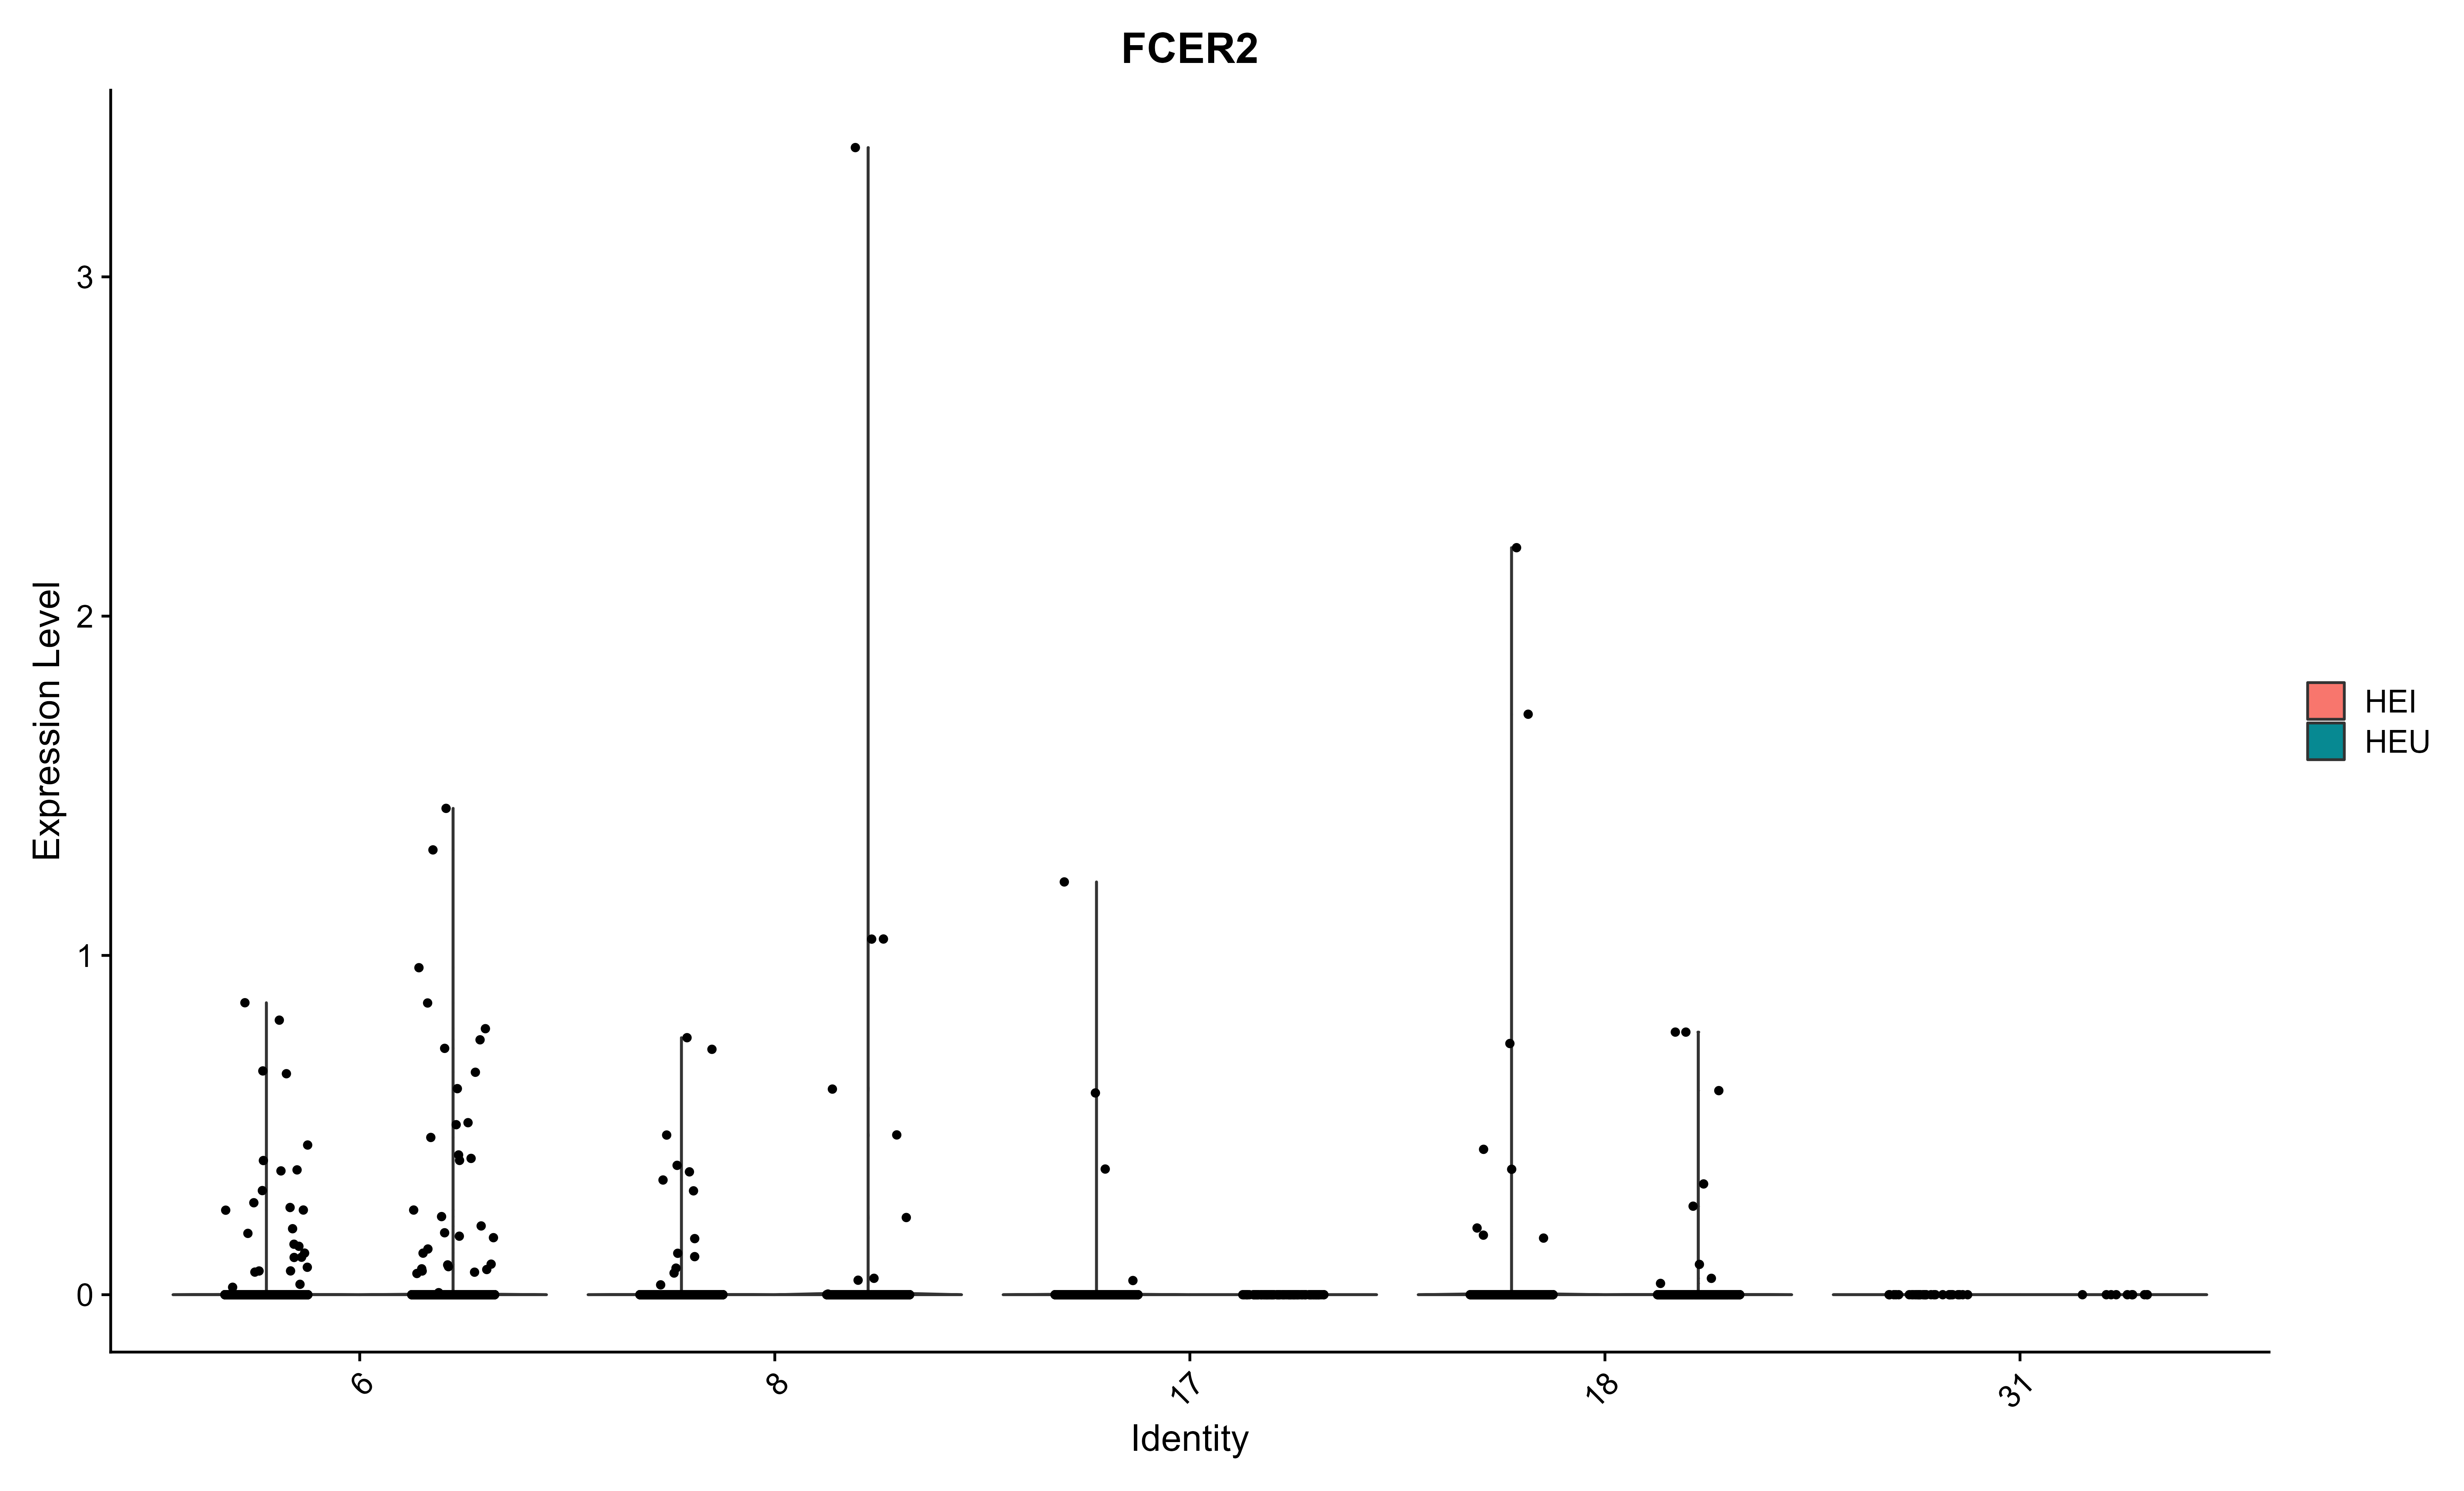 FCER2
Expression Level
3
2
1
0
6
8
17
18
31
Identity
HEI
HEU